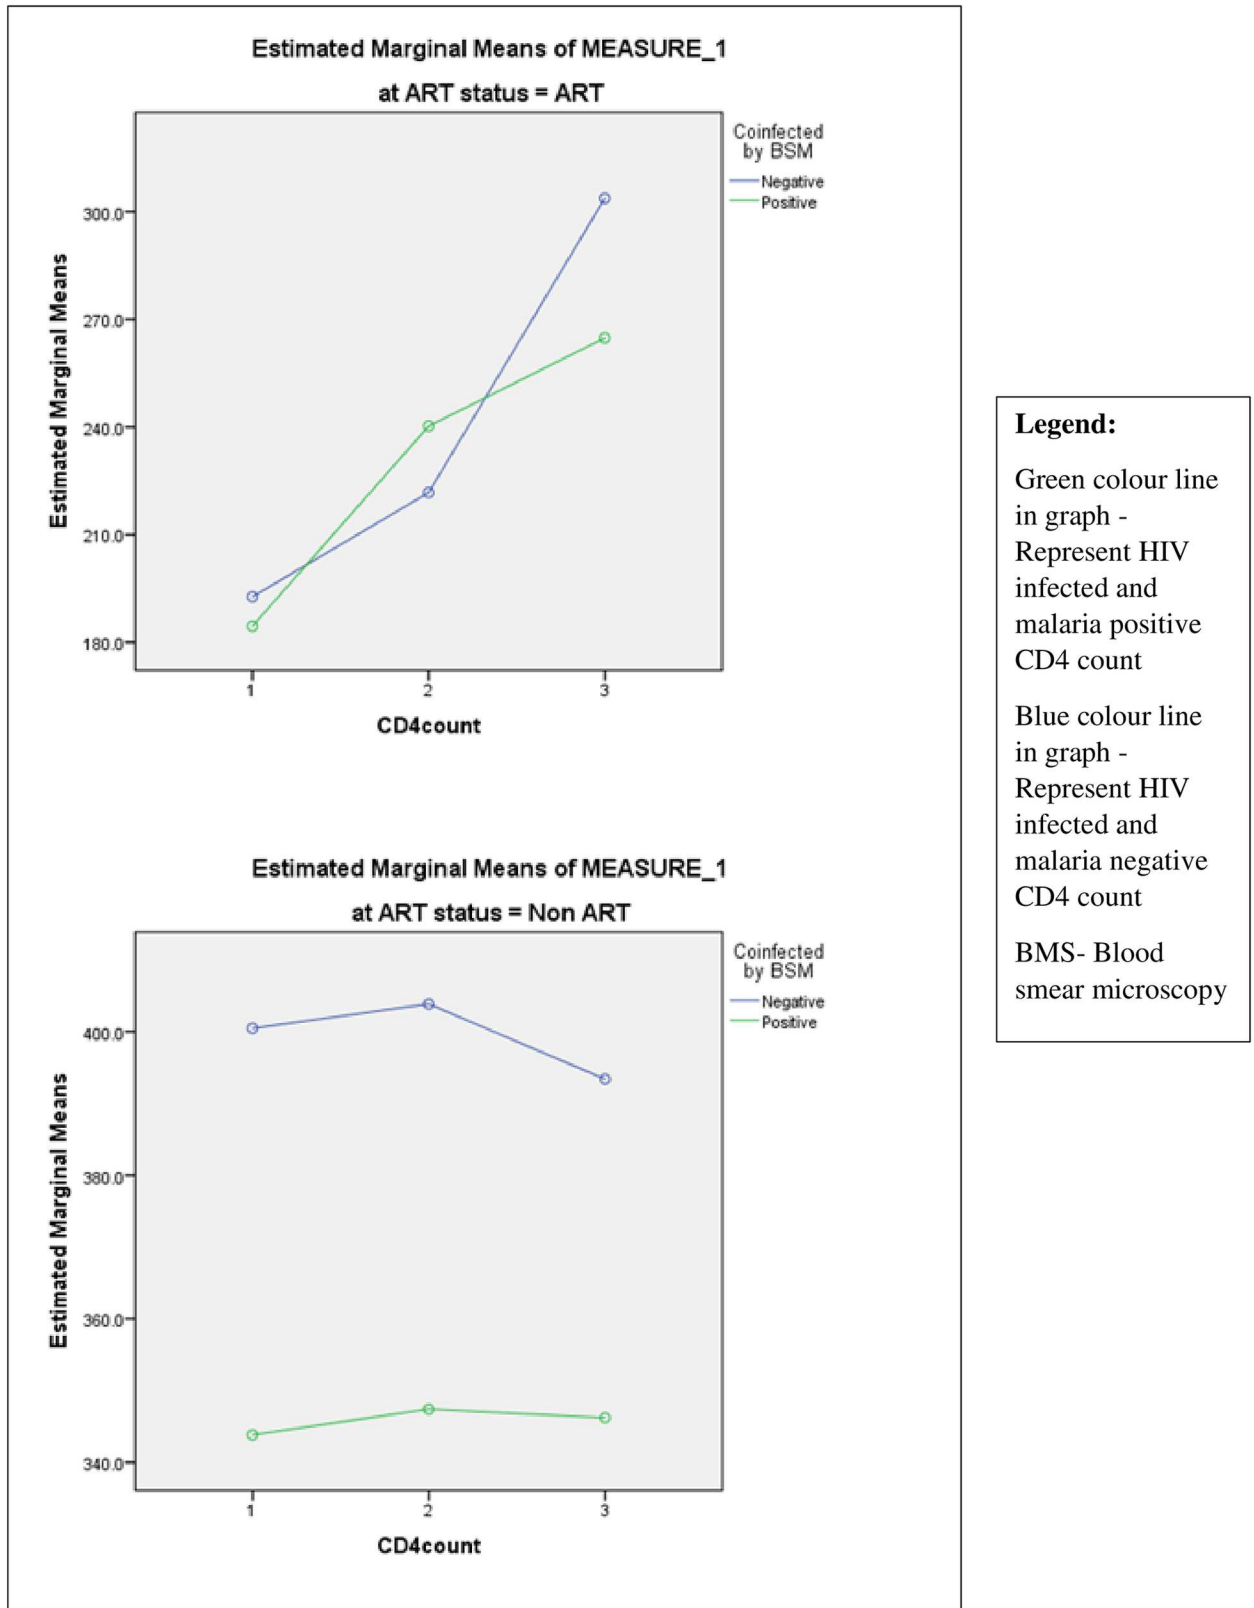 Estimated Marginal Means of MEASURE_1
at ART status = ART
Coinfected
by BSM
Negative
Positive
Estimated Marginal Means
300.0
270.0
240.0
210.0
180.0
1 2 3
CD4count
Estimated Marginal Means of MEASURE_1
at ART status = Non ART
Coinfected
by BSM
Negative
Positive
Estimated Marginal Means
400.0
380.0
360.0
340.0
1 2 3
CD4count
Legend:
Green colour line
in graph -
Represent HIV
infected and
malaria positive
CD4 count
Blue colour line
in graph -
Represent HIV
infected and
malaria negative
CD4 count
BMS- Blood
smear microscopy